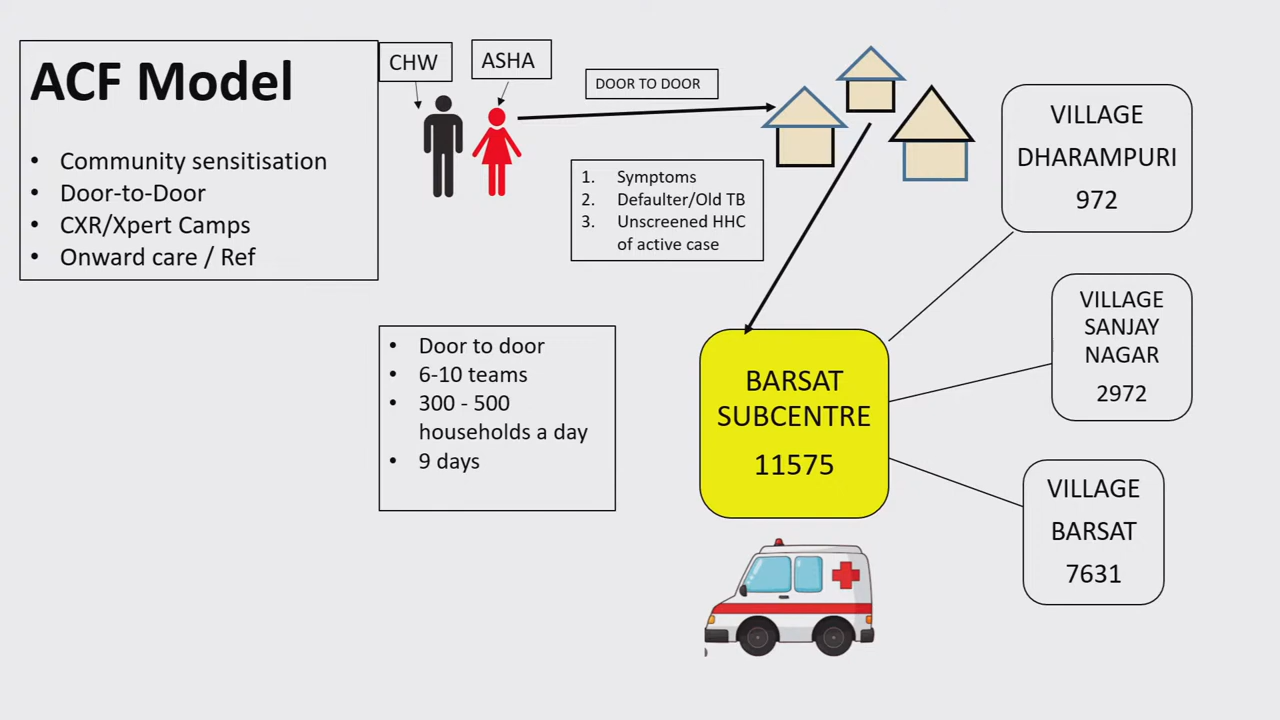 ACF Model
• Community sensitisation
• Door-to-Door
• CXR/Xpert Camps
• Onward care / Ref
CHW
ASHA
DOOR TO DOOR
1. Symptoms
2. Defaulter/Old TB
3. Unscreened HHC
of active case
• Door to door
• 6-10 teams
• 300 - 500
households a day
• 9 days
BARSAT
SUBCENTRE
11575
VILLAGE
DHARAMPURI
972
VILLAGE
SANJAY
NAGAR
2972
VILLAGE
BARSAT
7631